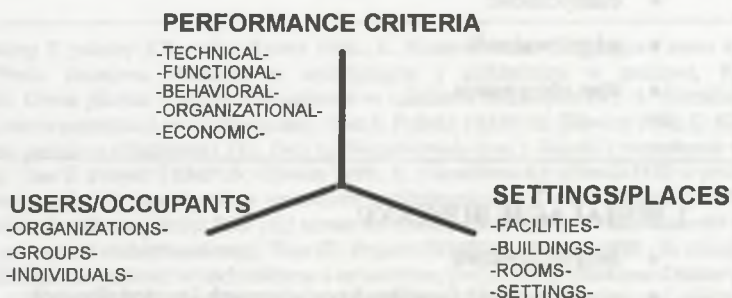 PERFORMANCE CRITERIA
-TECHNICAL-
-FUNCTIONAL-
-BEHAVIORAL-
-ORGANIZATIONAL-
-ECONOMIC-
USERS/OCCUPANTS
-ORGANIZATIONS-
-GROUPS-
-INDIVIDUALS-
SETTINGS/PLACES
-FACILITIES-
-BUILDINGS-
-ROOMS-
-SETTINGS-